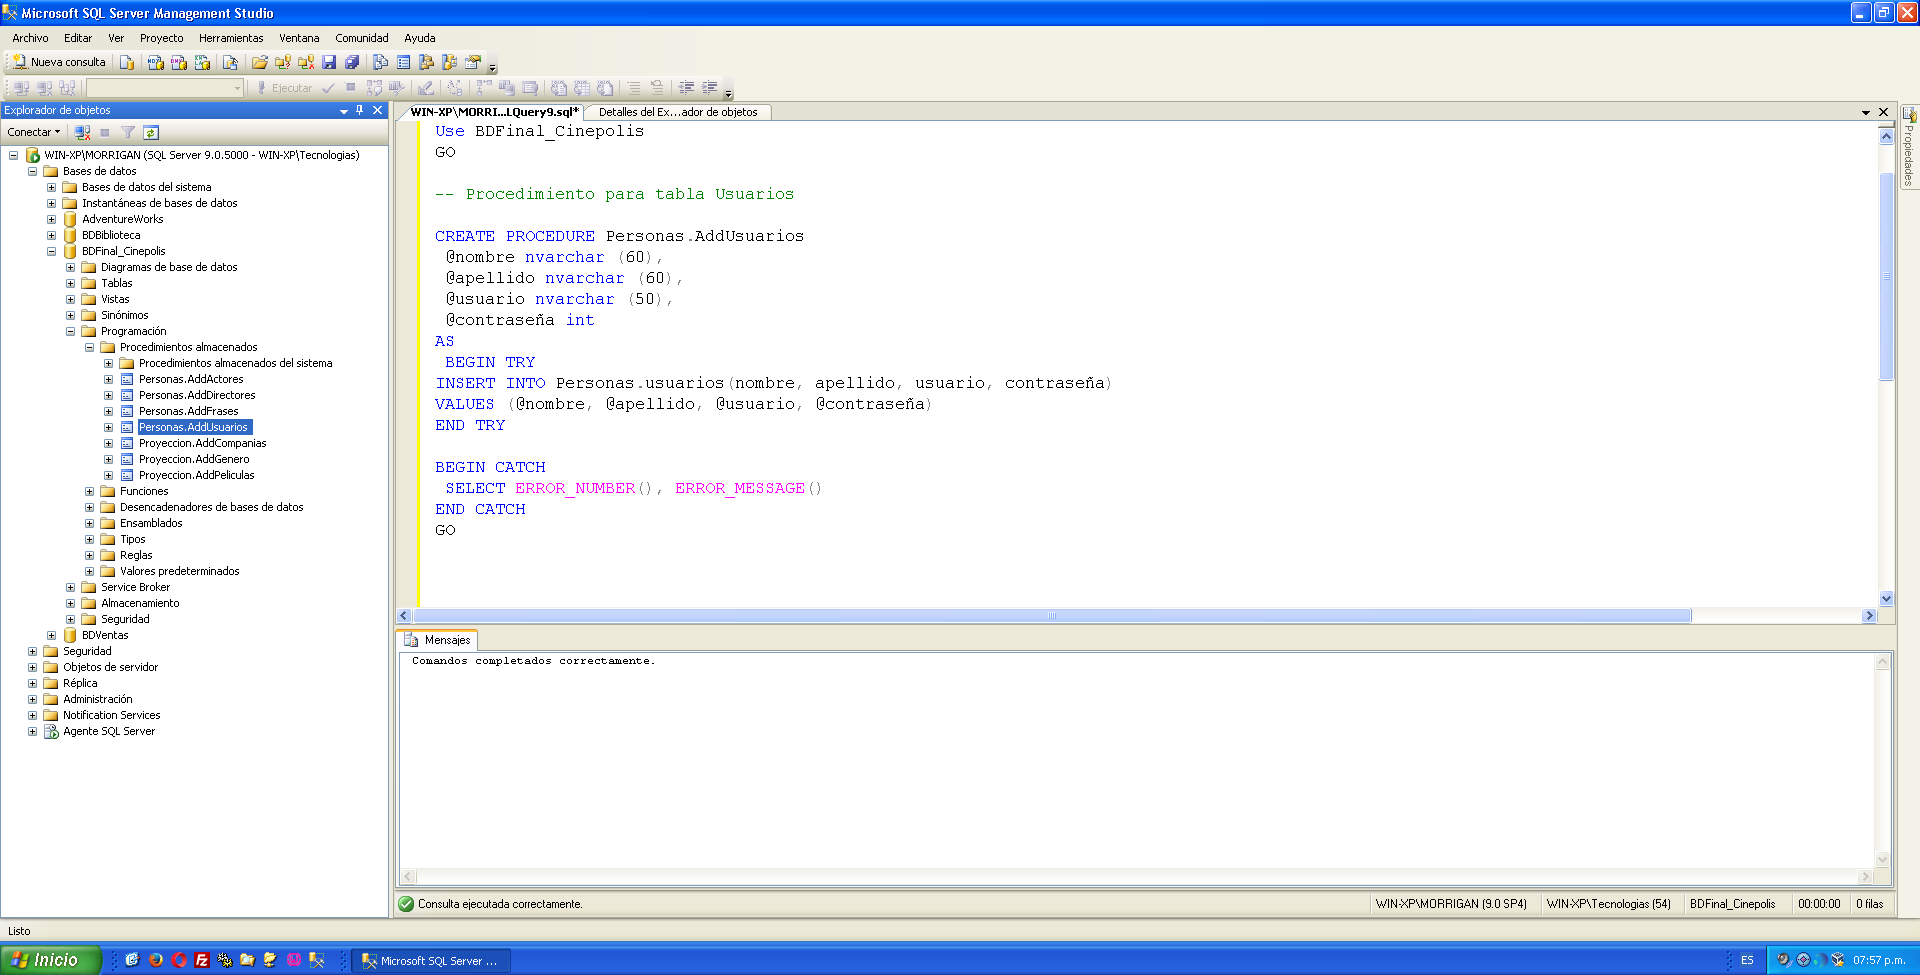 Microsoft SQL Server Management Studio
Archivo Editar Ver Proyecto Herramientas Ventana Comunidad Ayuda
Nueva consulta
Ejecutar
Explorador de objetos
Conectar
WIN-XP\MORRIGAN (SQL Server 9.0.5000 - WIN-XP\Tecnologias)
Bases de datos
Bases de datos del sistema
Instantáneas de bases de datos
AdventureWorks
BDBiblioteca
BDFinal_Cinepolis
Diagramas de base de datos
Tablas
Vistas
Sinónimos
Programación
Procedimientos almacenados
Procedimientos almacenados del sistema
Personas.AddActores
Personas.AddDirectores
Personas.AddFrases
Personas.AddUsuarios
Proyeccion.AddCompanias
Proyeccion.AddGenero
Proyeccion.AddPeliculas
Funciones
Desencadenadores de bases de datos
Ensamblados
Tipos
Reglas
Valores predeterminados
Service Broker
Almacenamiento
Seguridad
BDVentas
Seguridad
Objetos de servidor
Réplica
Administración
Notification Services
Agente SQL Server
WIN-XP\MORRI...LQuery9.sql* Detalles del Ex...ador de objetos
Use BDFinal_Cinepolis
GO
-- Procedimiento para tabla Usuarios
CREATE PROCEDURE Personas.AddUsuarios
@nombre nvarchar (60),
@apellido nvarchar (60),
@usuario nvarchar (50),
@contraseña int
AS
BEGIN TRY
INSERT INTO Personas.usuarios(nombre, apellido, usuario, contraseña)
VALUES (@nombre, @apellido, @usuario, @contraseña)
END TRY
BEGIN CATCH
SELECT ERROR_NUMBER(), ERROR_MESSAGE()
END CATCH
GO
Propiedades
Mensajes
Comandos completados correctamente.
Consulta ejecutada correctamente. WIN-XP\MORRIGAN (9.0 SP4) WIN-XP\Tecnologias (54) BDFinal_Cinepolis 00:00:00 0 filas
Listo
Inicio Microsoft SQL Server ... ES 07:57 p.m.